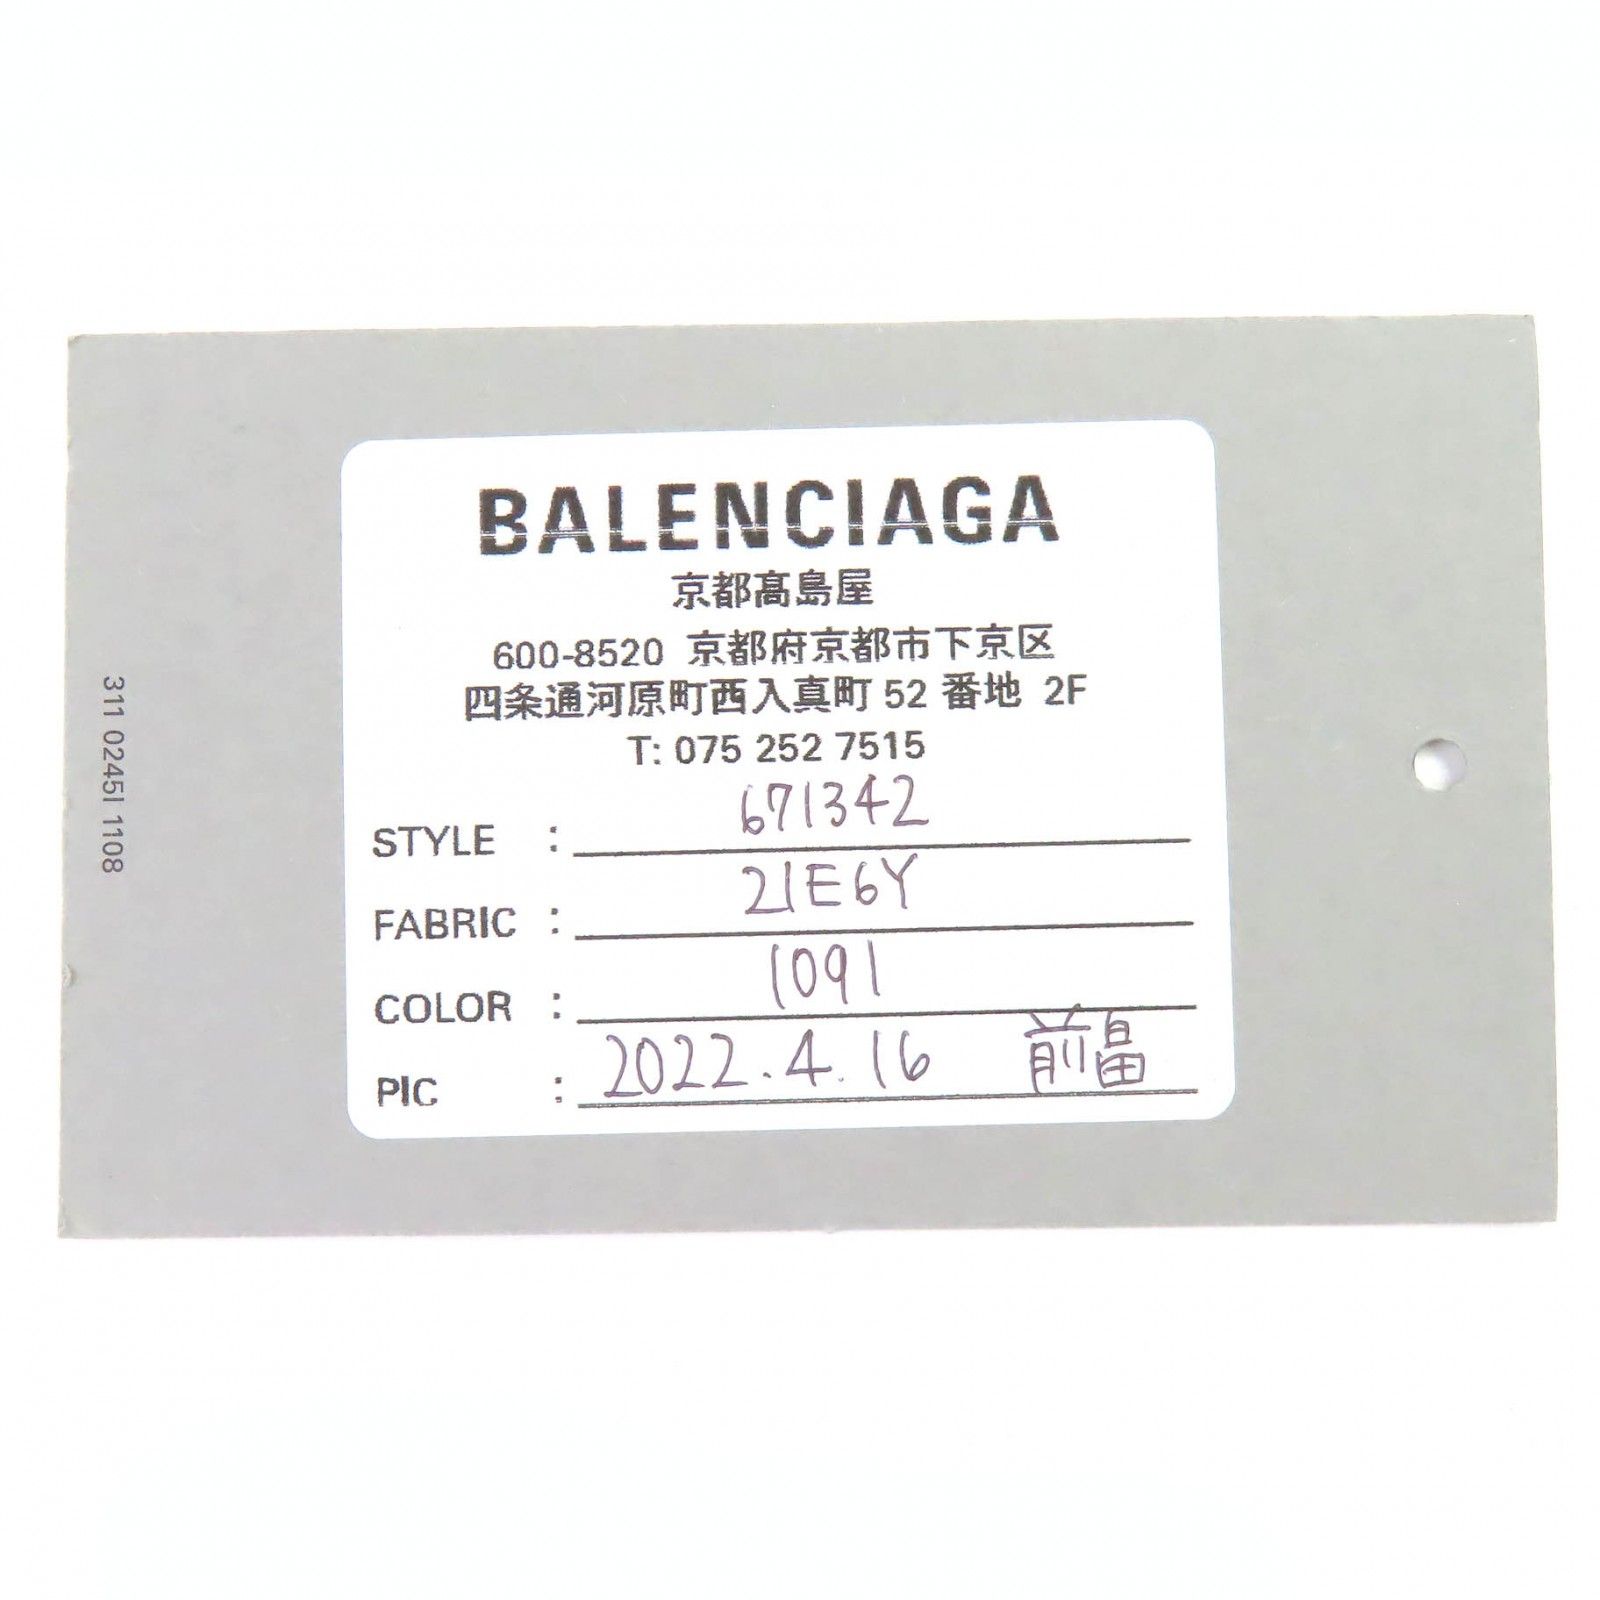 BALENCIAGA
京都髙島屋
600-8520 京都府京都市下京区
四条通河原町西入真町 52 番地 2F
T: 075 252 7515
STYLE : 671342
FABRIC : 21E6Y
COLOR : 1091
PIC : 2022.4.16 前畠
311 0245I 1108